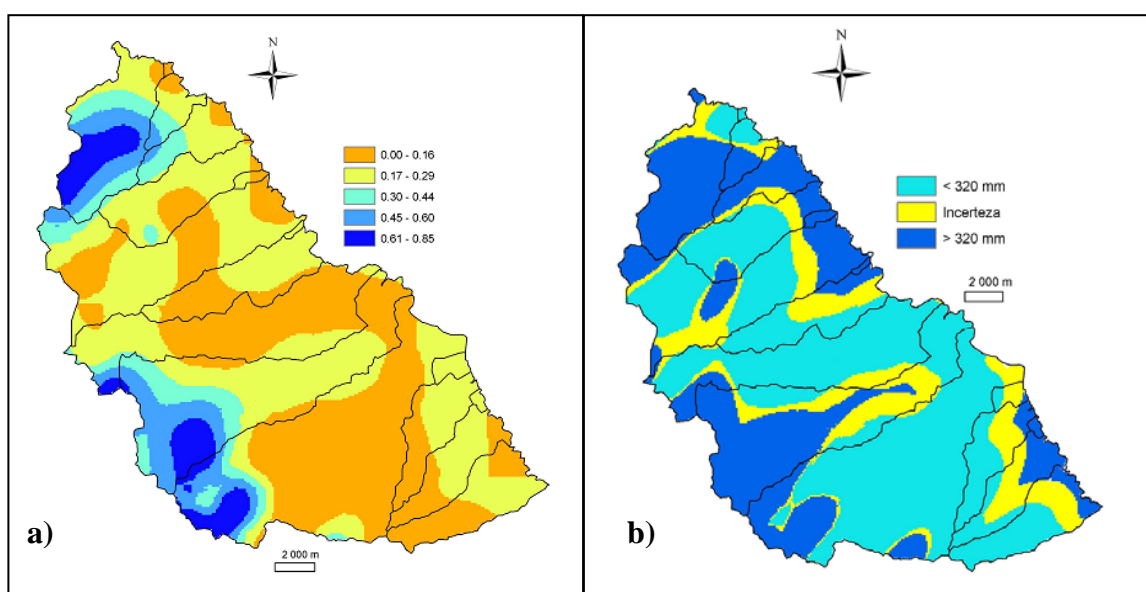 N
0.00 - 0.16
0.17 - 0.29
0.30 - 0.44
0.45 - 0.60
0.61 - 0.85
a)
2 000 m
N
< 320 mm
Incerteza
> 320 mm
2 000 m
b)